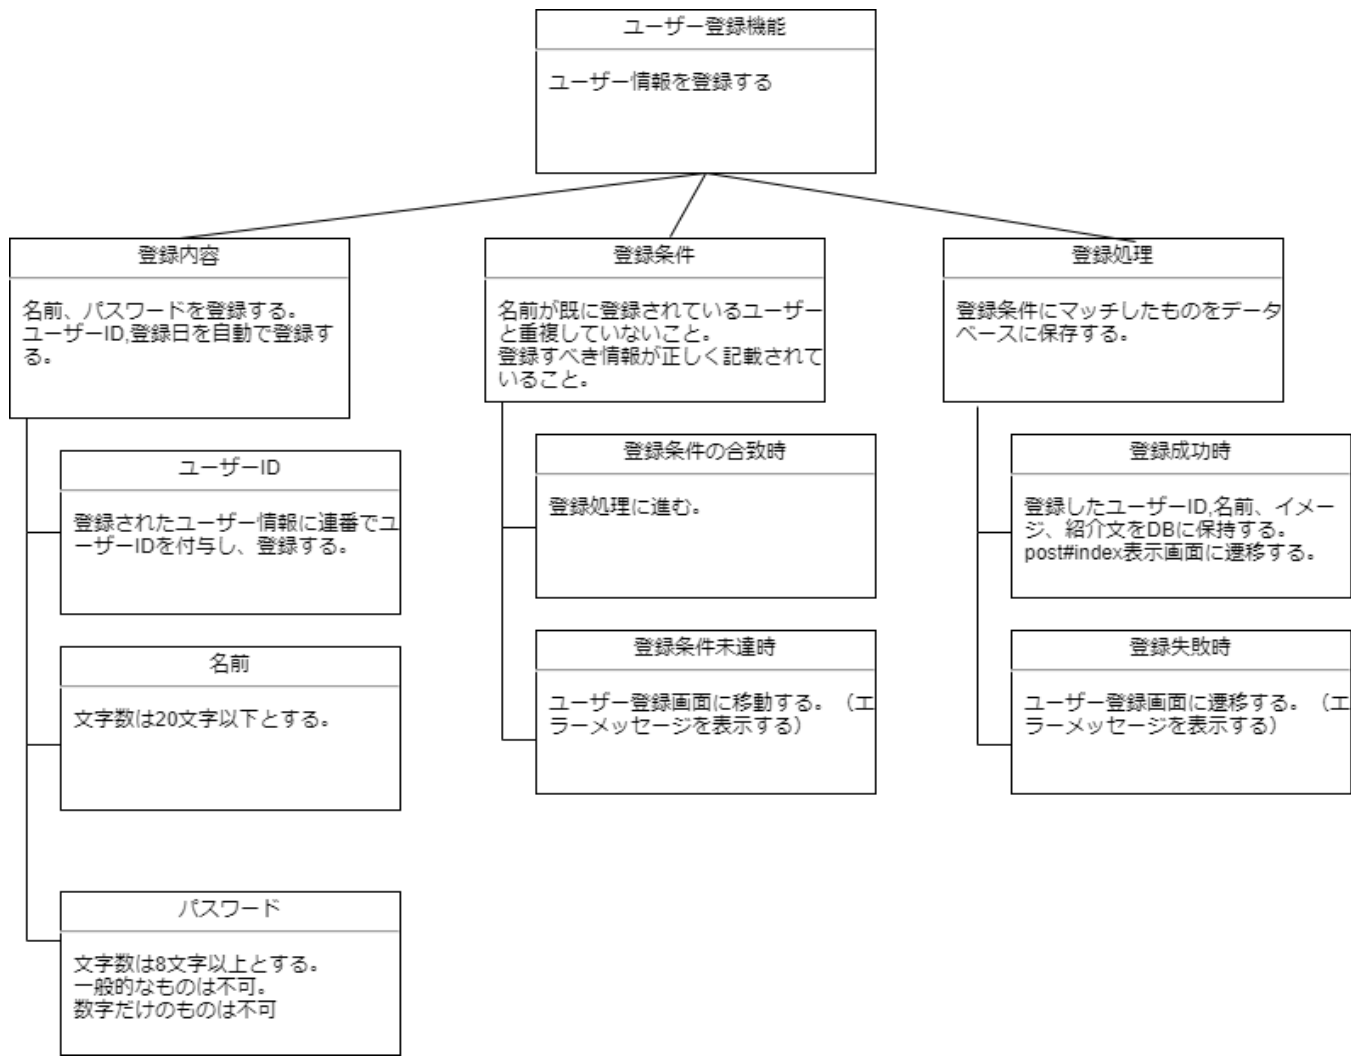 ユーザー登録機能
ユーザー情報を登録する
登録内容
名前、パスワードを登録する。
ユーザーID,登録日を自動で登録す
る。
ユーザーID
登録されたユーザー情報に連番でユ
ーザーIDを付与し、登録する。
名前
文字数は20文字以下とする。
パスワード
文字数は8文字以上とする。
一般的なものは不可。
数字だけのものは不可
登録条件
名前が既に登録されているユーザー
と重複していないこと。
登録すべき情報が正しく記載されて
いること。
登録条件の合致時
登録処理に進む。
登録条件未達時
ユーザー登録画面に移動する。（エ
ラーメッセージを表示する）
登録処理
登録条件にマッチしたものをデータ
ベースに保存する。
登録成功時
登録したユーザーID,名前、イメー
ジ、紹介文をDBに保持する。
post#index表示画面に遷移する。
登録失敗時
ユーザー登録画面に遷移する。（エ
ラーメッセージを表示する）